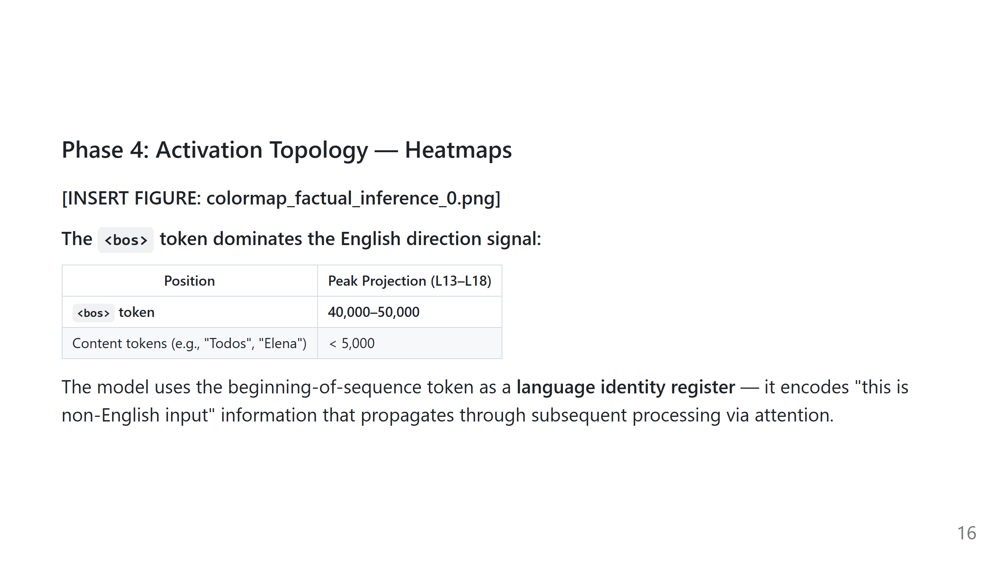 Phase 4: Activation Topology — Heatmaps
[INSERT FIGURE: colormap_factual_inference_0.png]
The <bos> token dominates the English direction signal:
Position Peak Projection (L13–L18)
<bos> token 40,000–50,000
Content tokens (e.g., "Todos", "Elena") < 5,000
The model uses the beginning-of-sequence token as a language identity register — it encodes "this is
non-English input" information that propagates through subsequent processing via attention.
16